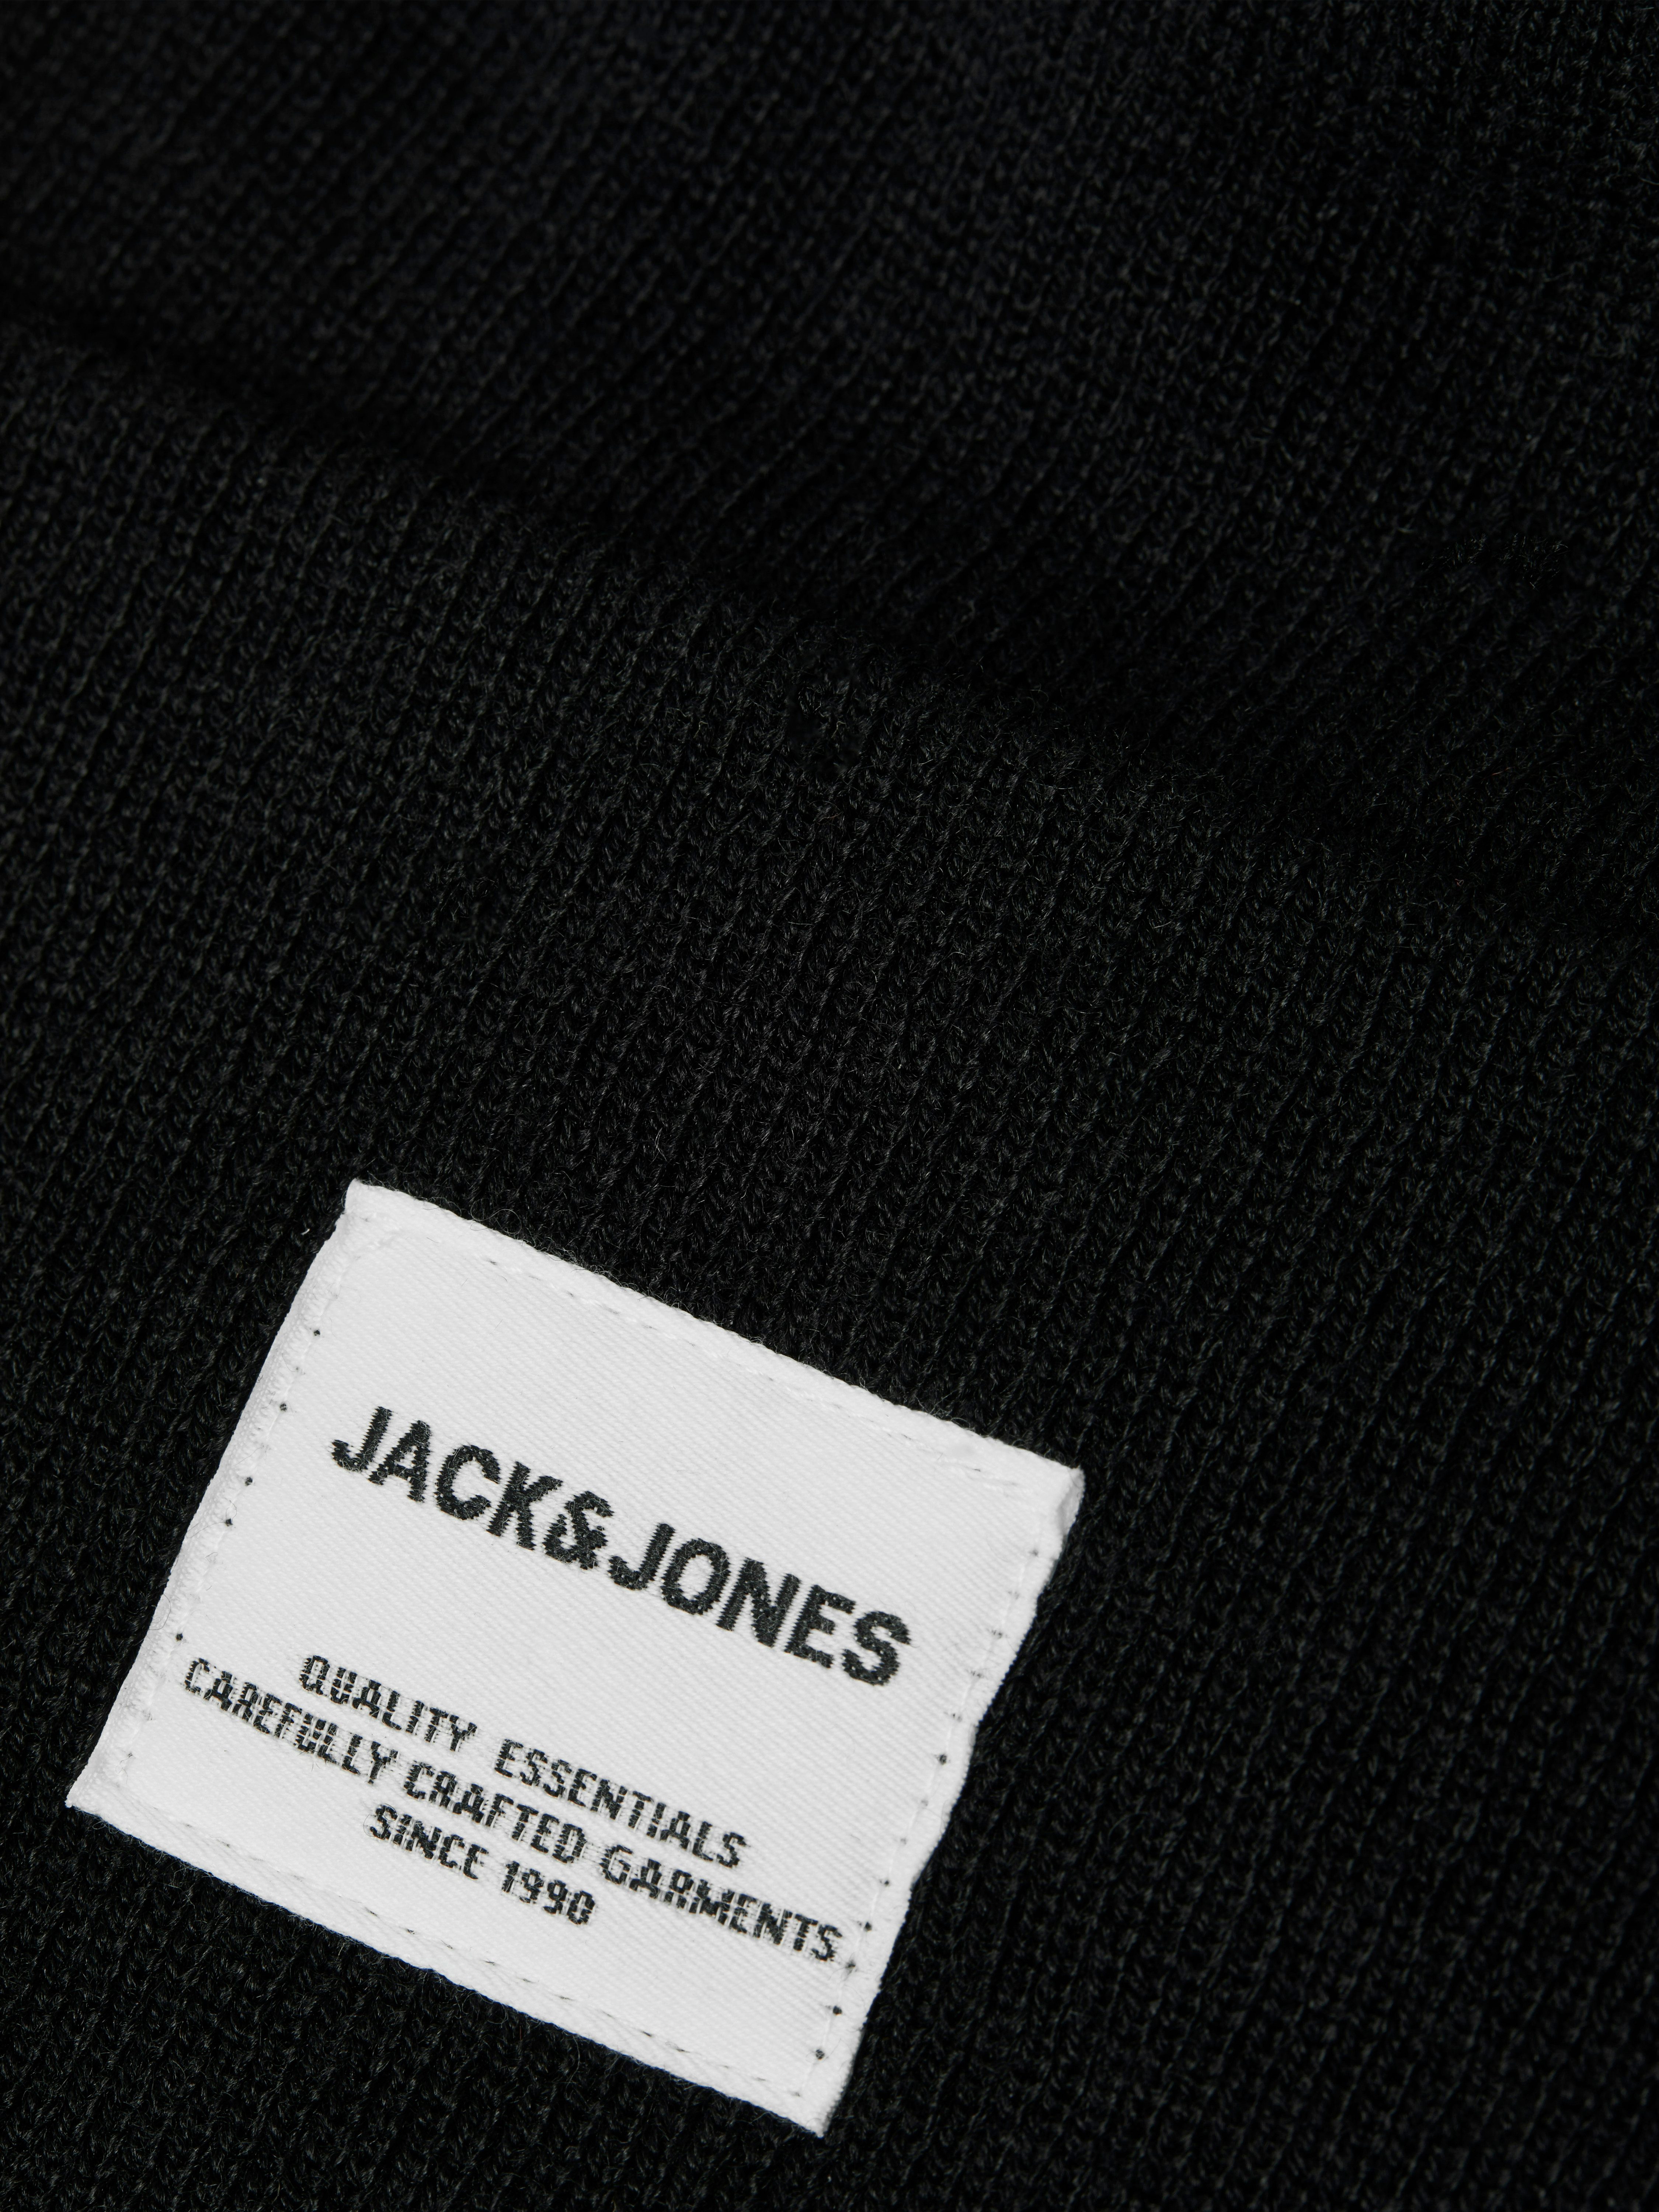 JACK&JONES
QUALITY ESSENTIALS
CAREFULLY CRAFTED GARMENTS
SINCE 1990